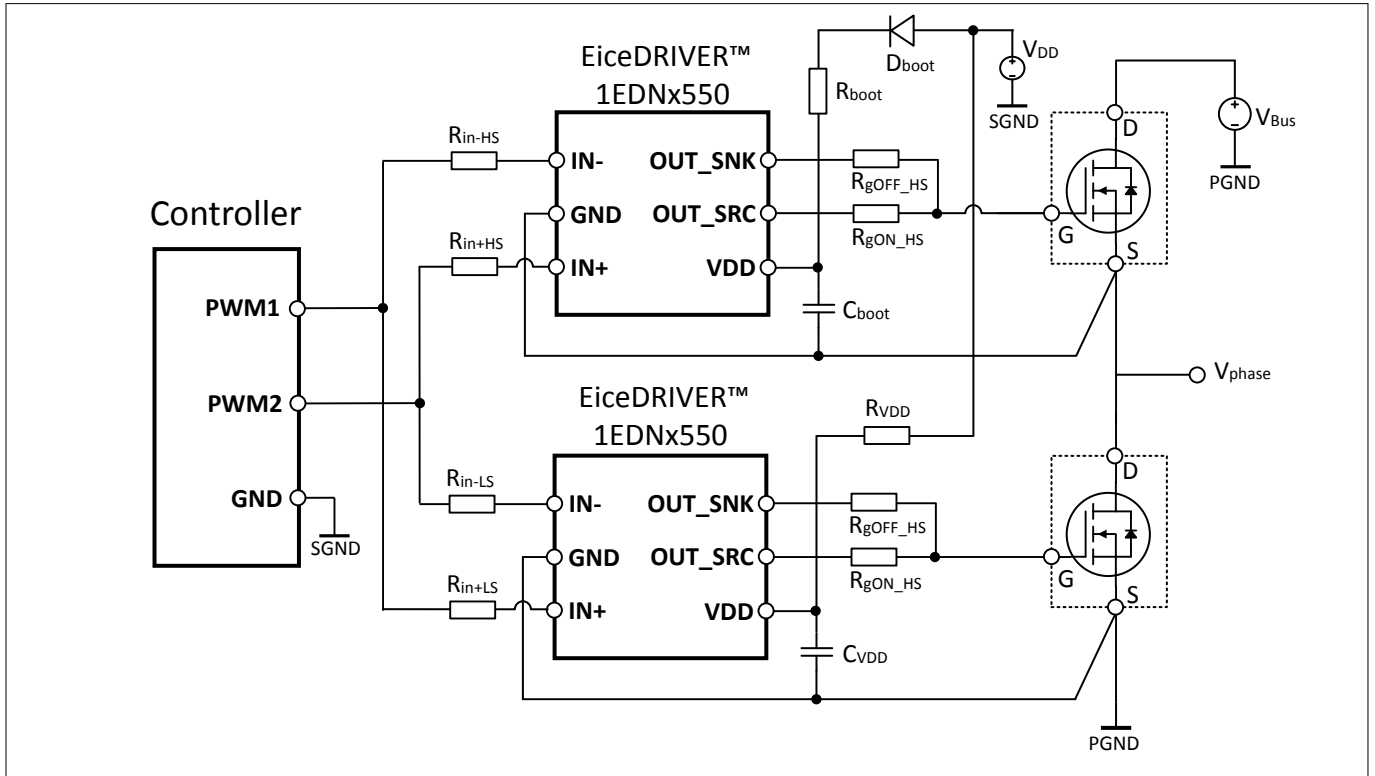 EiceDRIVER™
1EDNx550
Dboot
VDD
Rboot
SGND
D
VBus
PGND
Rin-HS
IN-
OUT_SNK
RgOFF_HS
GND
OUT_SRC
RgON_HS
G
S
Controller
Rin+HS
IN+
VDD
Cboot
PWM1
Vphase
PWM2
EiceDRIVER™
1EDNx550
RVDD
D
GND
SGND
Rin-LS
IN-
OUT_SNK
RgOFF_HS
GND
OUT_SRC
RgON_HS
G
S
Rin+LS
IN+
VDD
CVDD
PGND